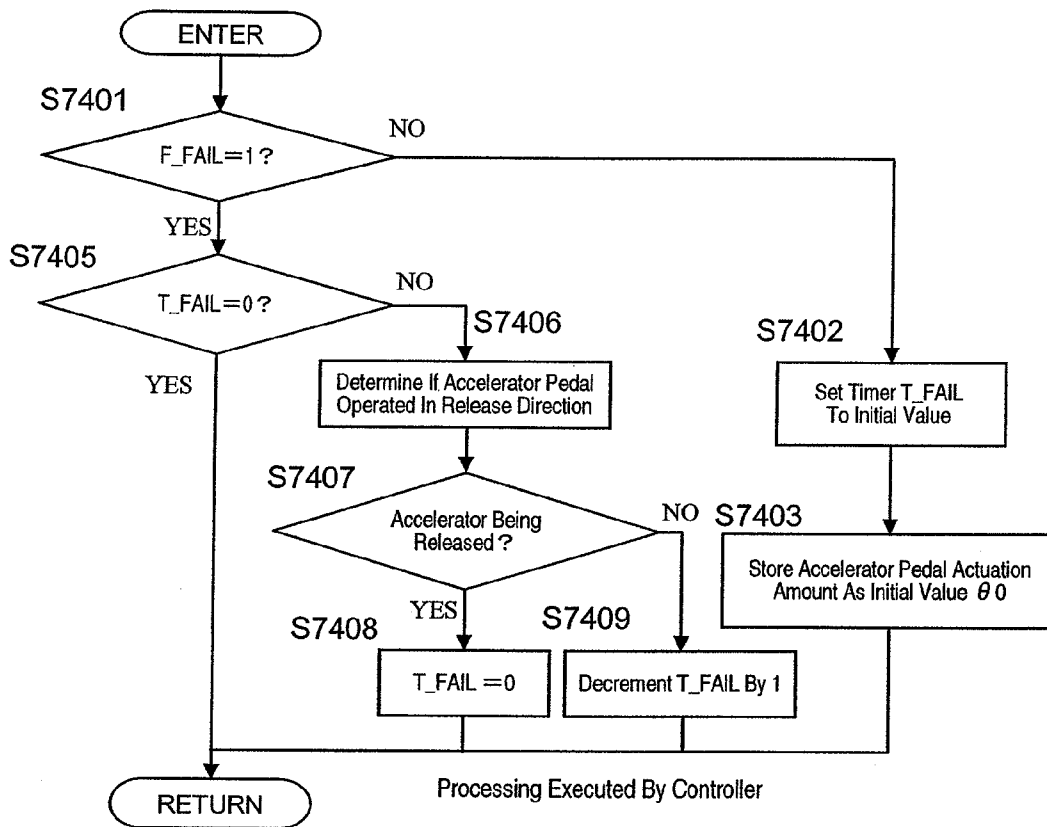 ENTER
S7401
F_FAIL=1?
NO
YES
S7405
T_FAIL=0?
NO
YES
S7406
Determine If Accelerator Pedal
Operated In Release Direction
S7402
Set Timer T_FAIL
To Initial Value
S7407
Accelerator Being
Released?
NO
YES
S7403
Store Accelerator Pedal Actuation
Amount As Initial Value θ0
S7408
T_FAIL=0
S7409
Decrement T_FAIL By 1
RETURN
Processing Executed By Controller